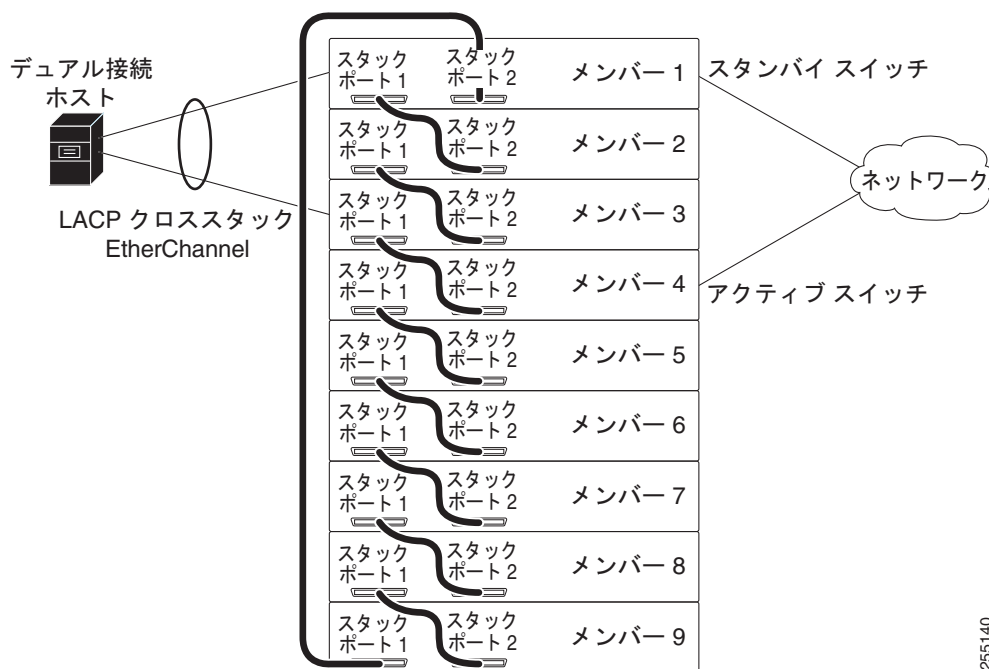 デュアル接続
ホスト
LACP クロススタック
EtherChannel
スタック
ポート 1
スタック
ポート 2
メンバー 1
スタンバイ スイッチ
スタック
ポート 1
スタック
ポート 2
メンバー 2
ネットワーク
スタック
ポート 1
スタック
ポート 2
メンバー 3
スタック
ポート 1
スタック
ポート 2
メンバー 4
アクティブ スイッチ
スタック
ポート 1
スタック
ポート 2
メンバー 5
スタック
ポート 1
スタック
ポート 2
メンバー 6
スタック
ポート 1
スタック
ポート 2
メンバー 7
スタック
ポート 1
スタック
ポート 2
メンバー 8
スタック
ポート 1
スタック
ポート 2
メンバー 9
255140